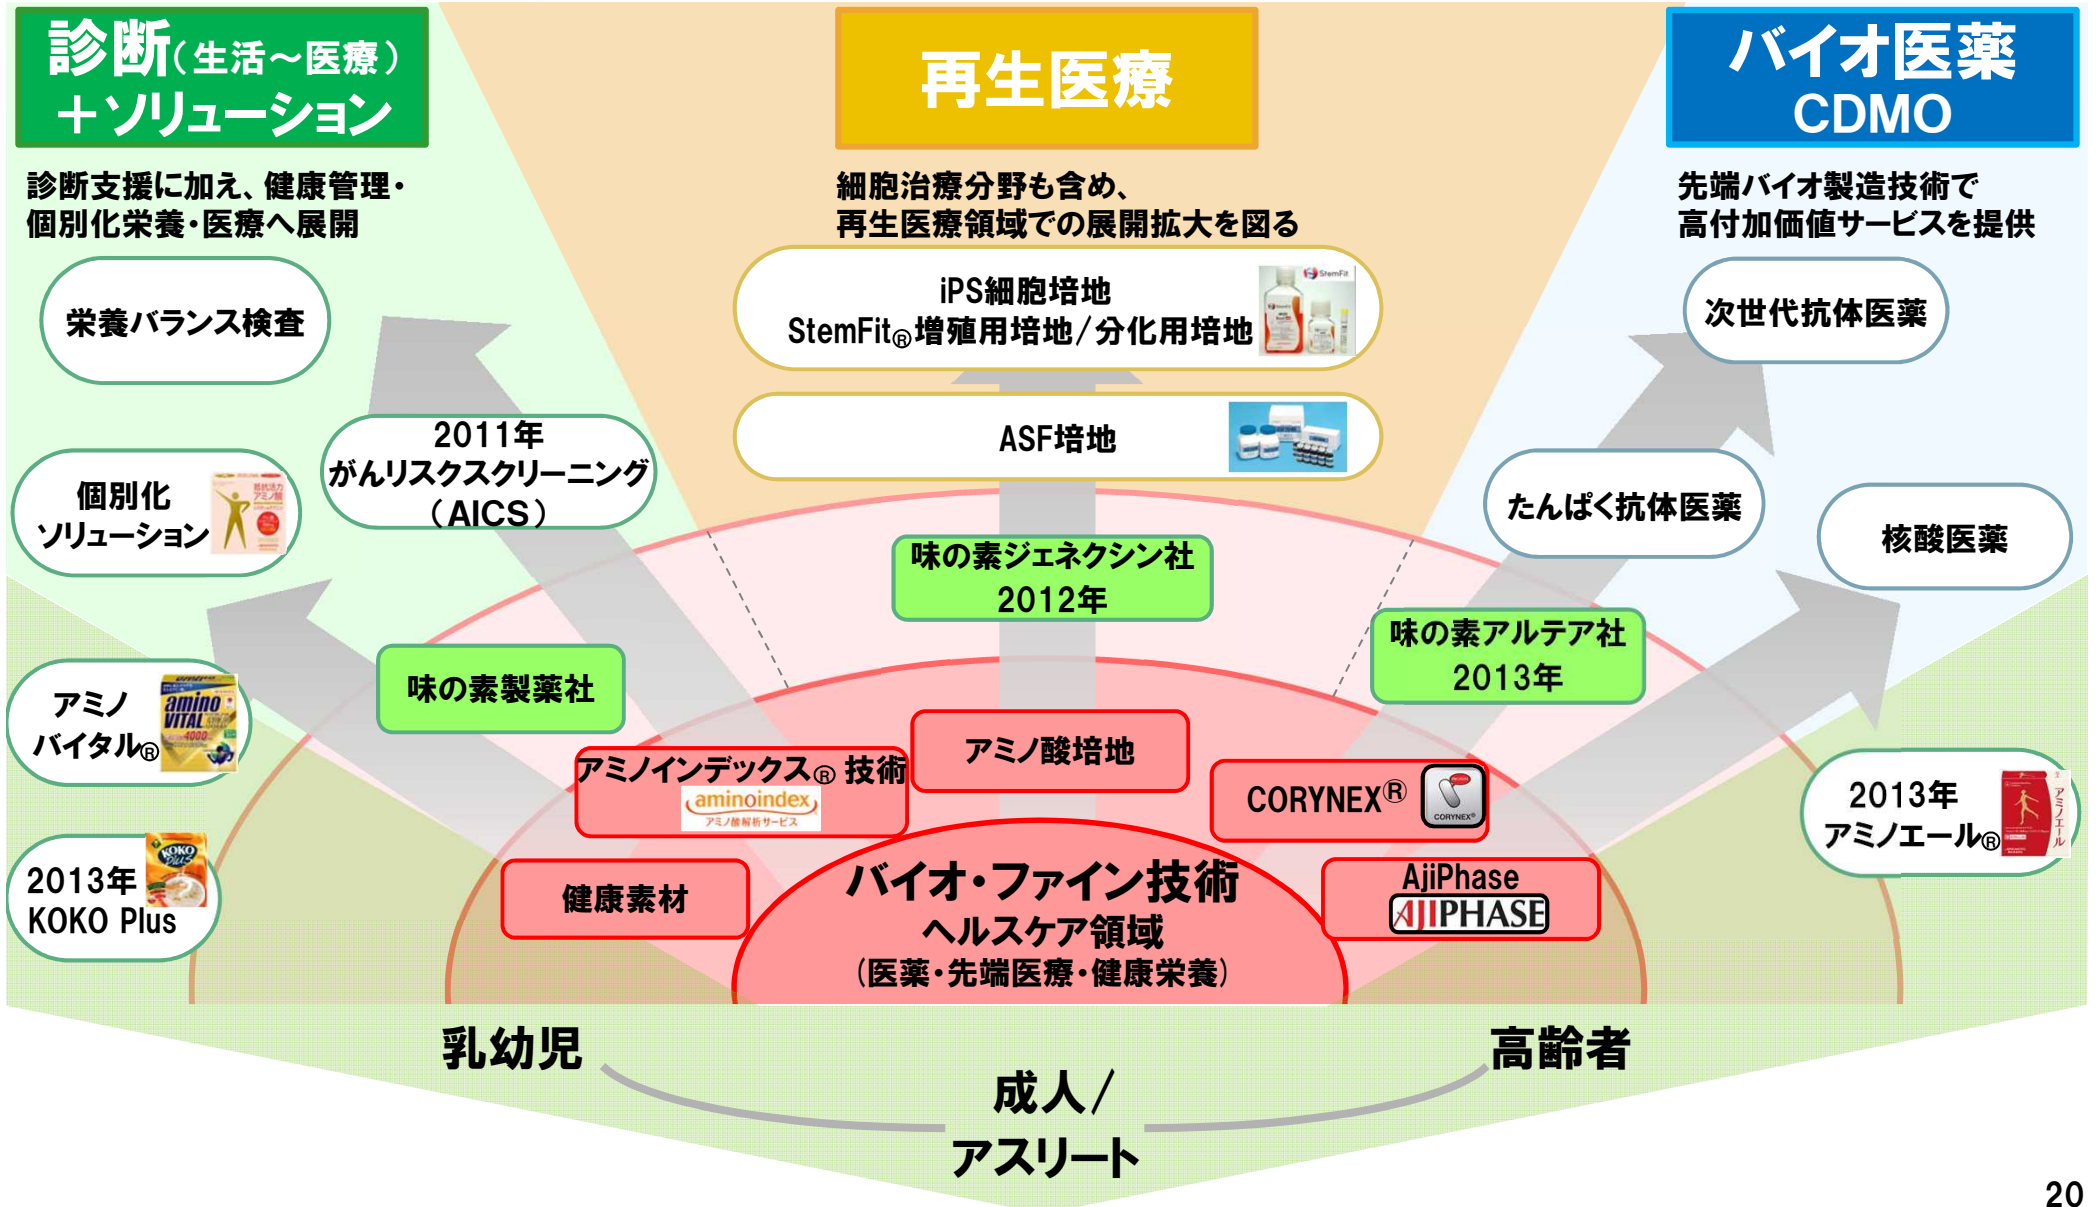 診断(生活～医療)
＋ソリューション
再生医療
バイオ医薬
CDMO
診断支援に加え、健康管理・
個別化栄養・医療へ展開
細胞治療分野も含め、
再生医療領域での展開拡大を図る
先端バイオ製造技術で
高付加価値サービスを提供
栄養バランス検査
iPS細胞培地
StemFit®増殖用培地/分化用培地
StemFit
次世代抗体医薬
2011年
がんリスクスクリーニング
（AICS）
ASF培地
個別化
ソリューション
たんぱく抗体医薬
核酸医薬
味の素ジェネクシン社
2012年
味の素アルテア社
2013年
味の素製薬社
アミノ
バイタル®
amino
VITAL
4000
アミノインデックス® 技術
aminoindex
アミノ酸解析サービス
アミノ酸培地
CORYNEX®
CORYNEX®
2013年
アミノエール®
アミノエール
2013年
KOKO Plus
KOKO
Plus
健康素材
バイオ・ファイン技術
ヘルスケア領域
(医薬・先端医療・健康栄養)
AjiPhase
AJIPHASE
乳幼児
成人/
アスリート
高齢者
20